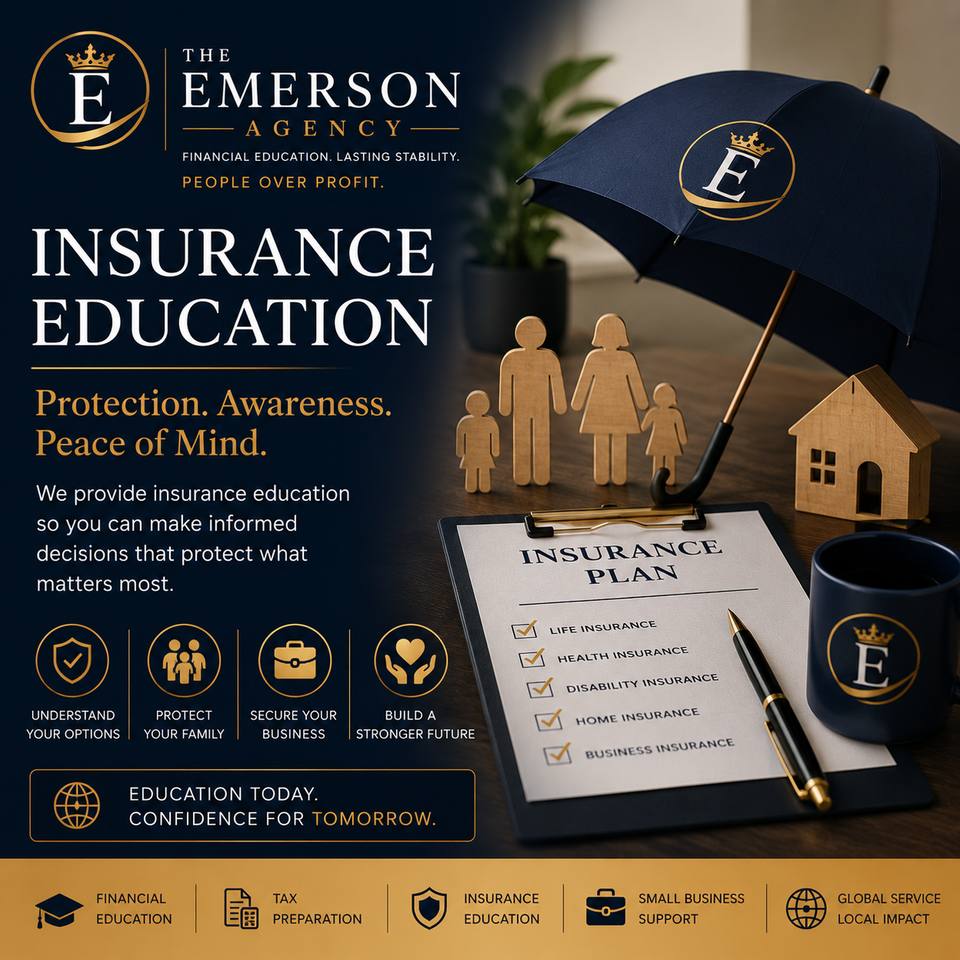 E
THE
EMERSON
AGENCY
FINANCIAL EDUCATION. LASTING STABILITY.
PEOPLE OVER PROFIT.
INSURANCE
EDUCATION
Protection. Awareness.
Peace of Mind.
We provide insurance education
so you can make informed
decisions that protect what
matters most.
UNDERSTAND
YOUR OPTIONS
PROTECT
YOUR FAMILY
SECURE YOUR
BUSINESS
BUILD A
STRONGER FUTURE
EDUCATION TODAY.
CONFIDENCE FOR TOMORROW.
E
INSURANCE
PLAN
LIFE INSURANCE
HEALTH INSURANCE
DISABILITY INSURANCE
HOME INSURANCE
BUSINESS INSURANCE
E
FINANCIAL
EDUCATION
TAX
PREPARATION
INSURANCE
EDUCATION
SMALL BUSINESS
SUPPORT
GLOBAL SERVICE
LOCAL IMPACT